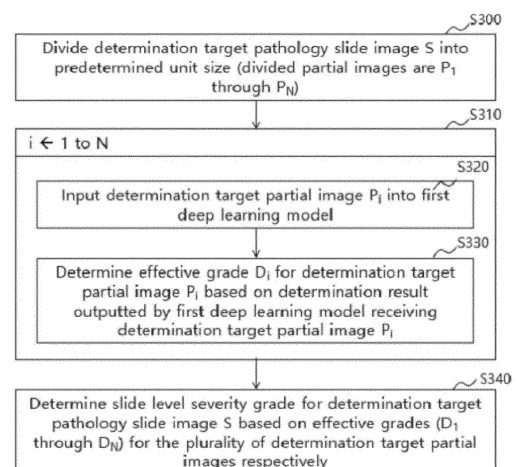 S300
Divide determination target pathology slide image S into
predetermined unit size (divided partial images are P1
through PN)
S310
i ← 1 to N
S320
Input determination target partial image Pi into first
deep learning model
S330
Determine effective grade Di for determination target
partial image Pi based on determination result
outputted by first deep learning model receiving
determination target partial image Pi
S340
Determine slide level severity grade for determination target
pathology slide image S based on effective grades (D1
through DN) for the plurality of determination target partial
images respectively